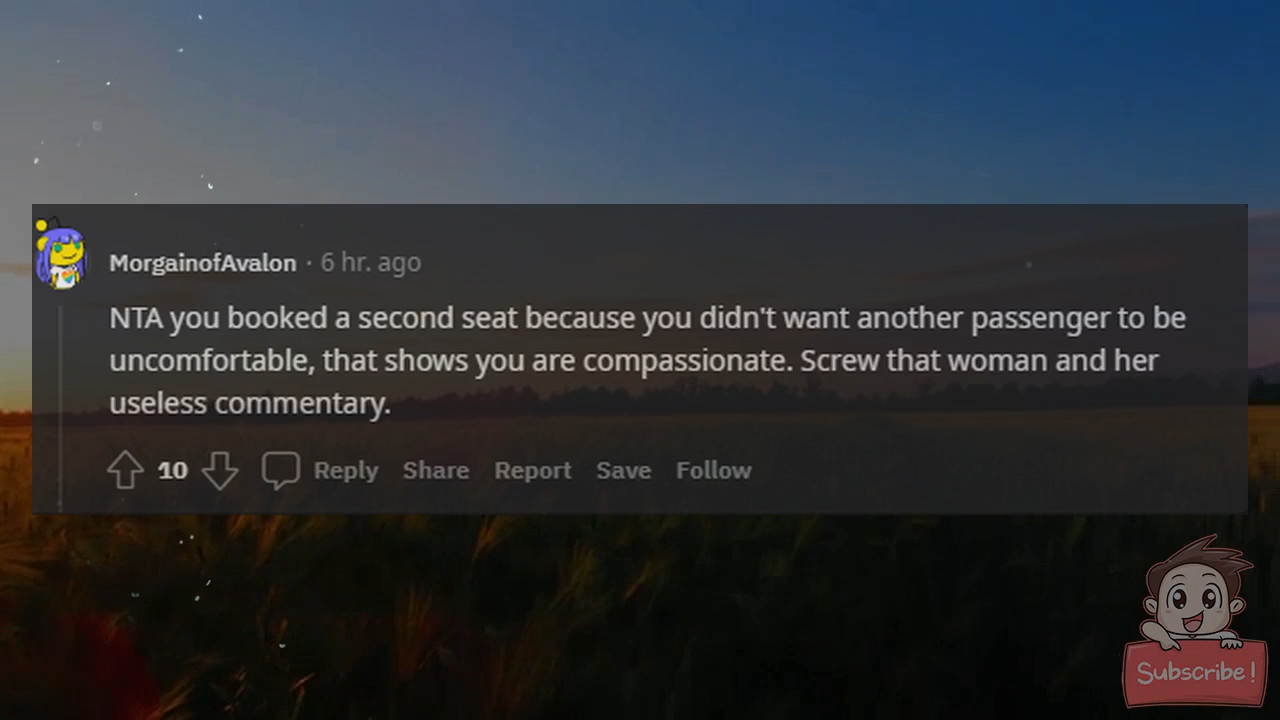 MorgainofAvalon · 6 hr. ago
NTA you booked a second seat because you didn't want another passenger to be
uncomfortable, that shows you are compassionate. Screw that woman and her
useless commentary.
10 Reply Share Report Save Follow
Subscribe!